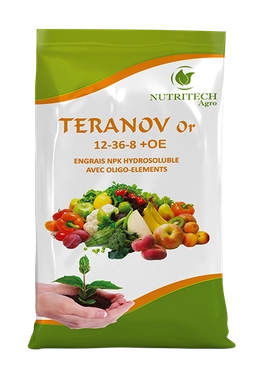 NUTRITECH
Agro
TERANOV Or
12-36-8 +OE
ENGRAIS NPK HYDROSOLUBLE
AVEC OLIGO-ELEMENTS